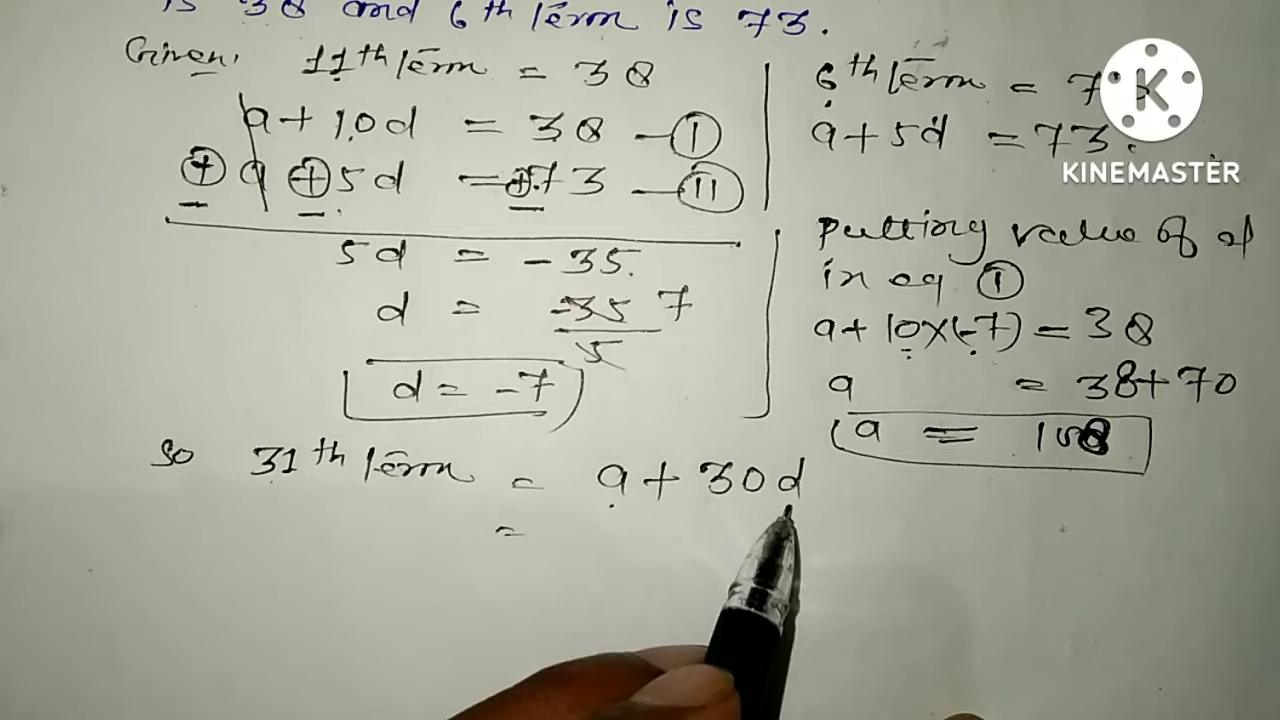 is 38 and 6th term is 73.
Given: 11th term = 38
a + 10d = 38 — I
+ a + 5d = + 73 — II
- - -
5d = -35.
d = -35 7
5
d = -7
6th term = 7
a + 5d = 73.
putting value of d
in eq I
a + 10×(-7) = 38
a = 38+70
a = 108
So 31th term = a + 30d
=
K
KINEMASTER